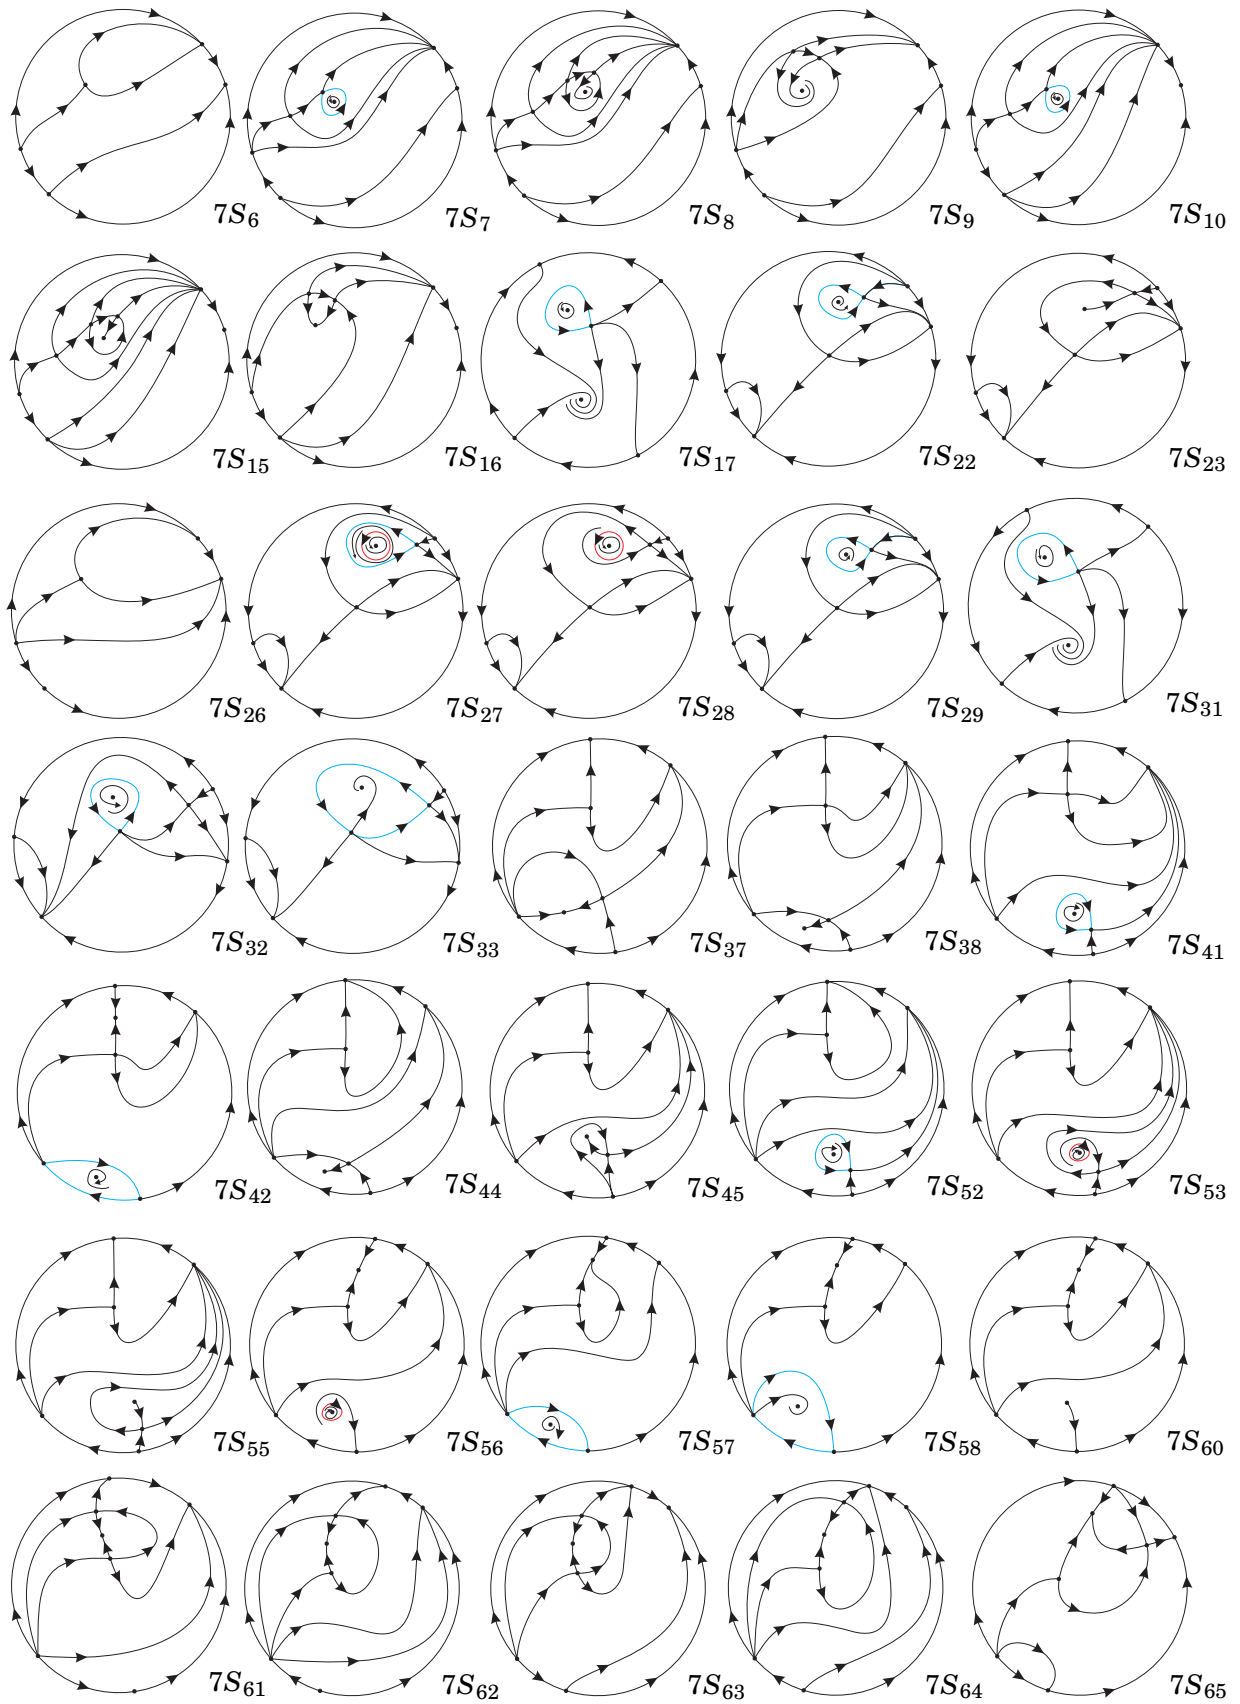 7S₆ 7S₇ 7S₈ 7S₉ 7S₁₀
7S₁₅ 7S₁₆ 7S₁₇ 7S₂₂ 7S₂₃
7S₂₆ 7S₂₇ 7S₂₈ 7S₂₉ 7S₃₁
7S₃₂ 7S₃₃ 7S₃₇ 7S₃₈ 7S₄₁
7S₄₂ 7S₄₄ 7S₄₅ 7S₅₂ 7S₅₃
7S₅₅ 7S₅₆ 7S₅₇ 7S₅₈ 7S₆₀
7S₆₁ 7S₆₂ 7S₆₃ 7S₆₄ 7S₆₅